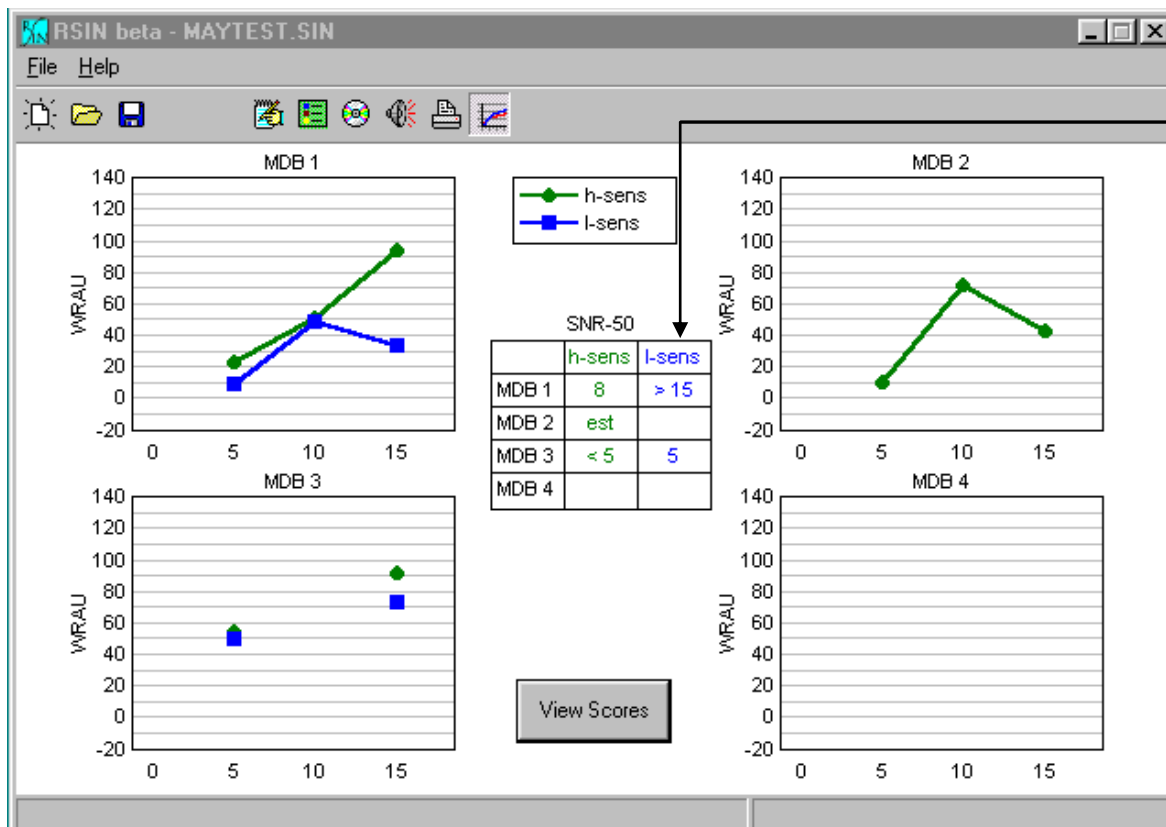 RSIN beta - MAYTEST.SIN
File Help
MDB 1
140
120
100
80
60
40
20
0
-20
WRAU
0 5 10 15
h-sens
l-sens
MDB 2
140
120
100
80
60
40
20
0
-20
WRAU
0 5 10 15
SNR-50
h-sens l-sens
MDB 1 8 > 15
MDB 2 est
MDB 3 < 5 5
MDB 4
MDB 3
140
120
100
80
60
40
20
0
-20
WRAU
0 5 10 15
MDB 4
140
120
100
80
60
40
20
0
-20
WRAU
0 5 10 15
View Scores